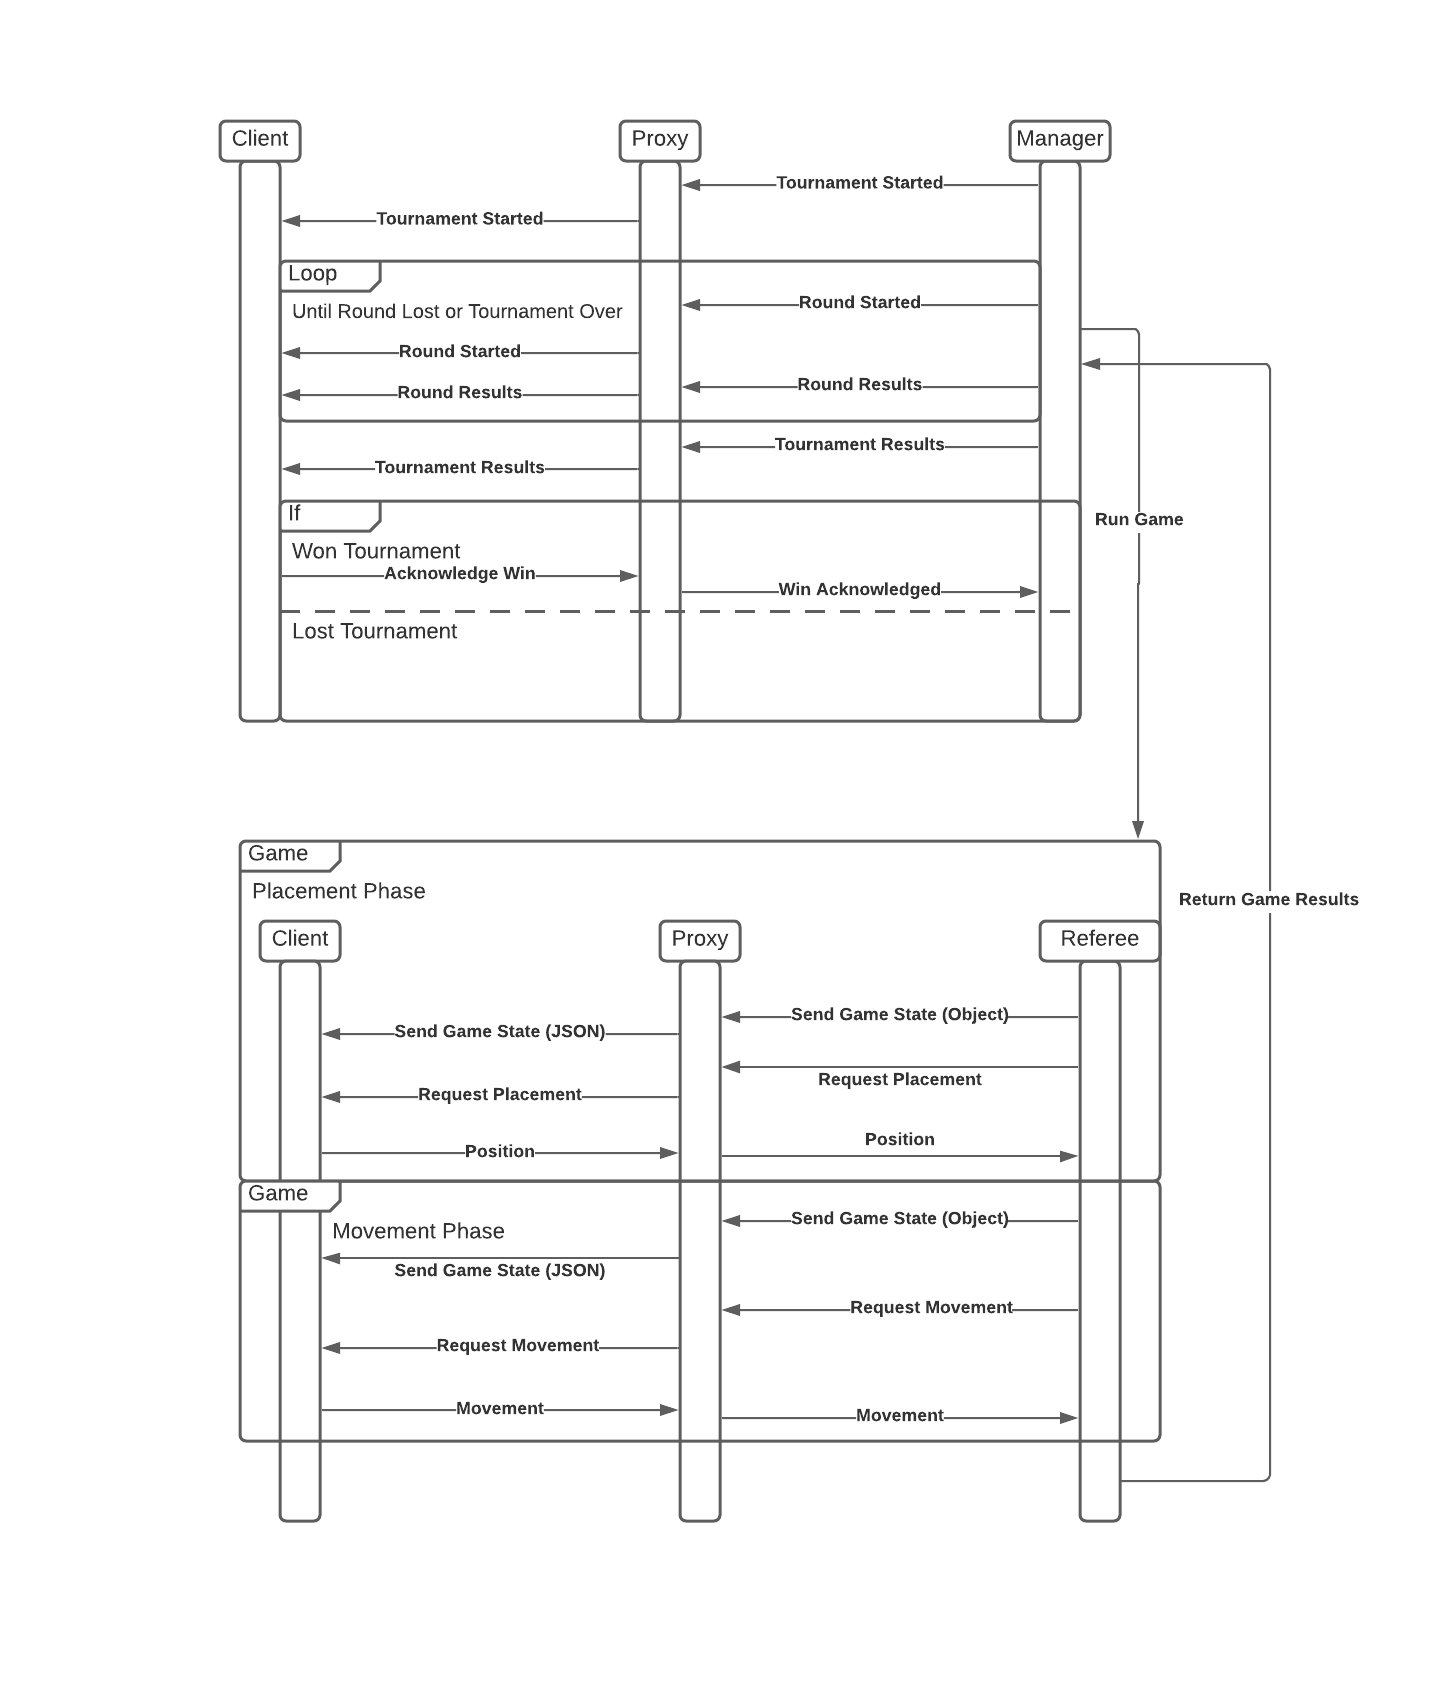 Client
Proxy
Manager
Tournament Started
Tournament Started
Loop
Until Round Lost or Tournament Over
Round Started
Round Started
Round Results
Round Results
Tournament Results
Tournament Results
If
Won Tournament
Acknowledge Win
Win Acknowledged
Lost Tournament
Run Game
Return Game Results
Game
Placement Phase
Client
Proxy
Referee
Send Game State (Object)
Send Game State (JSON)
Request Placement
Request Placement
Position
Position
Game
Movement Phase
Send Game State (Object)
Send Game State (JSON)
Request Movement
Request Movement
Movement
Movement